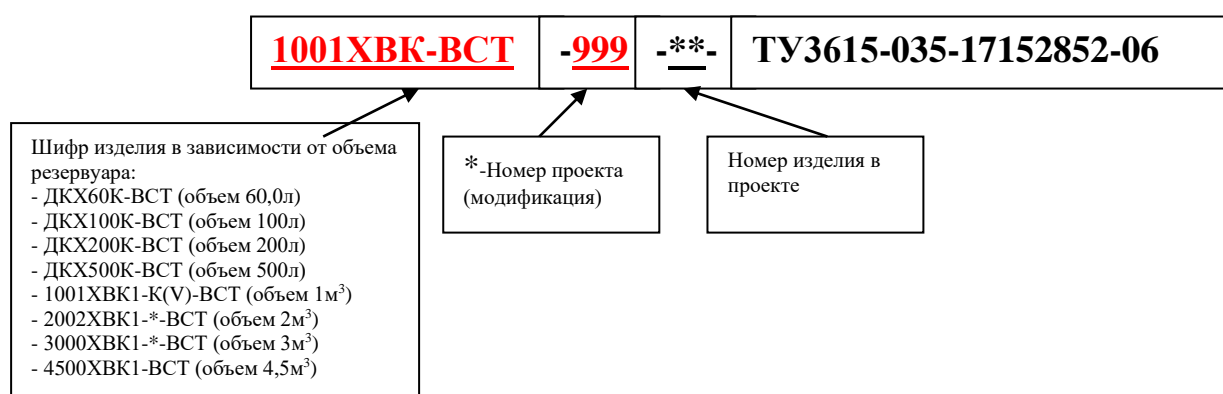 1001ХВК-ВСТ -999 -**- ТУ3615-035-17152852-06
Шифр изделия в зависимости от объема
резервуара:
- ДКХ60К-ВСТ (объем 60,0л)
- ДКХ100К-ВСТ (объем 100л)
- ДКХ200К-ВСТ (объем 200л)
- ДКХ500К-ВСТ (объем 500л)
- 1001ХВК1-К(V)-ВСТ (объем 1м³)
- 2002ХВК1-*-ВСТ (объем 2м³)
- 3000ХВК1-*-ВСТ (объем 3м³)
- 4500ХВК1-ВСТ (объем 4,5м³)
*-Номер проекта
(модификация)
Номер изделия в
проекте